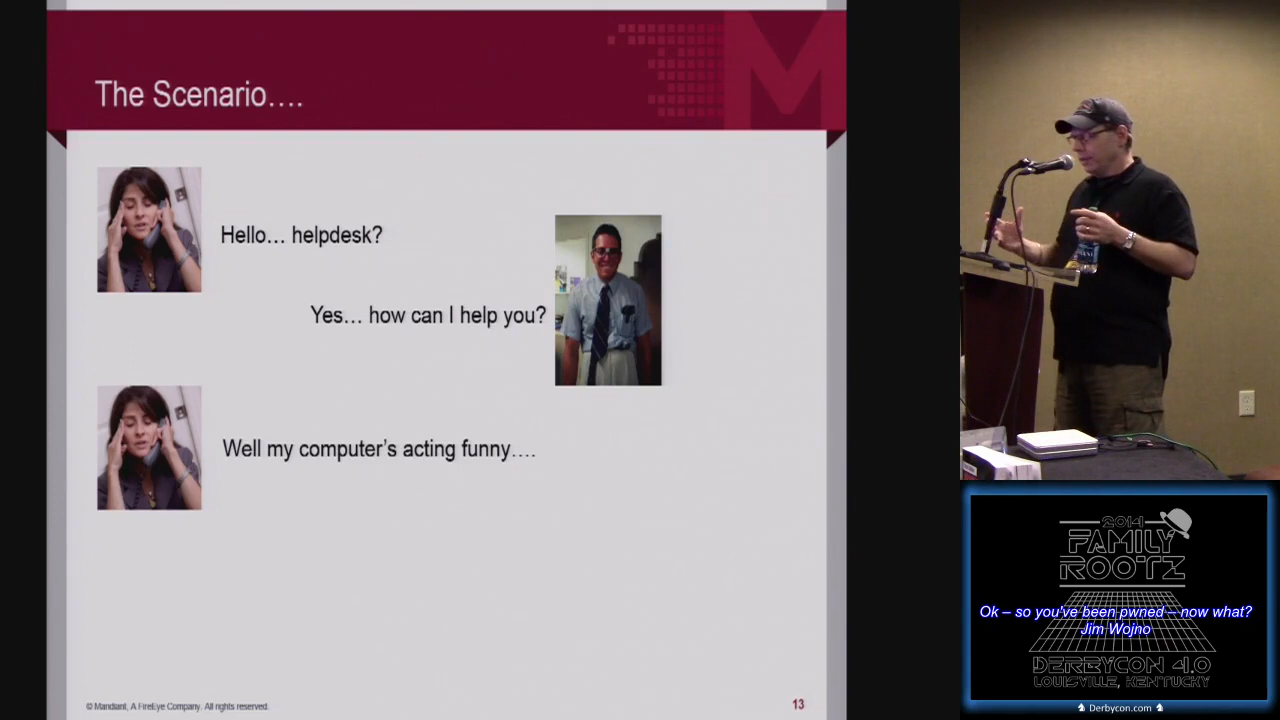 The Scenario….
Hello… helpdesk?
Yes… how can I help you?
Well my computer's acting funny….
© Mandiant, A FireEye Company. All rights reserved.
13
2014
FAMILY
ROOTZ
Ok – so you've been pwned – now what?
Jim Wojno
DERBYCON 4.0
LOUISVILLE, KENTUCKY
Derbycon.com